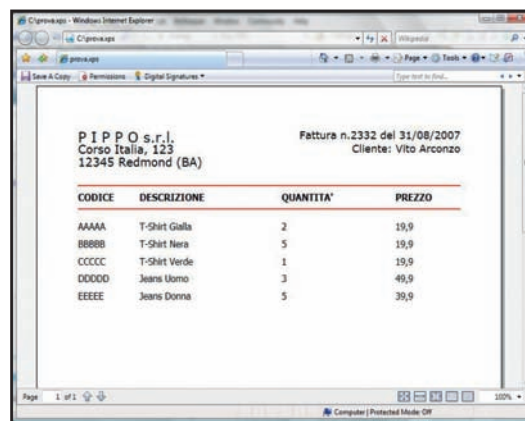 C:\prova.xps - Windows Internet Explorer
C:\prova.xps
Wikipedia
prova.xps
Page
Tools
Save A Copy
Permissions
Digital Signatures
Type text to find...
P I P P O s.r.l.
Corso Italia, 123
12345 Redmond (BA)
Fattura n.2332 del 31/08/2007
Cliente: Vito Arconzo
CODICE DESCRIZIONE QUANTITA' PREZZO
AAAAA T-Shirt Gialla 2 19,9
BBBBB T-Shirt Nera 5 19,9
CCCCC T-Shirt Verde 1 19,9
DDDDD Jeans Uomo 3 49,9
EEEEE Jeans Donna 5 39,9
Page 1 of 1
100%
Computer | Protected Mode: Off